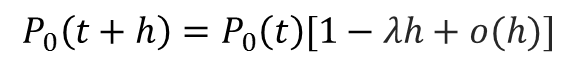 P₀(t + h) = P₀(t)[1 − λh + o(h)]